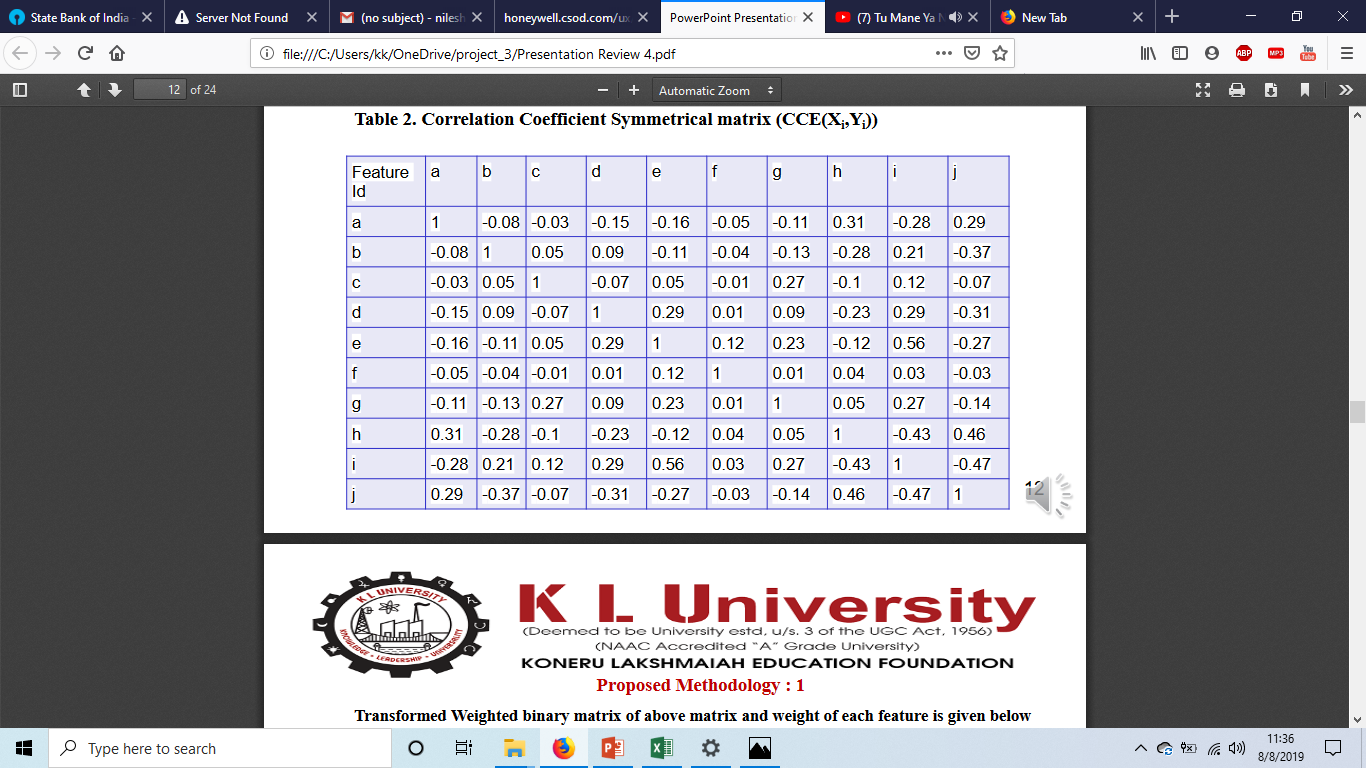 State Bank of India
Server Not Found
(no subject) - nilesh
honeywell.csod.com/ux
PowerPoint Presentation
(7) Tu Mane Ya N
New Tab
file:///C:/Users/kk/OneDrive/project_3/Presentation Review 4.pdf
ABP
MP3
You Tube
12 of 24
Automatic Zoom
Table 2. Correlation Coefficient Symmetrical matrix (CCE(Xi,Yi))
Feature Id a b c d e f g h i j
a 1 -0.08 -0.03 -0.15 -0.16 -0.05 -0.11 0.31 -0.28 0.29
b -0.08 1 0.05 0.09 -0.11 -0.04 -0.13 -0.28 0.21 -0.37
c -0.03 0.05 1 -0.07 0.05 -0.01 0.27 -0.1 0.12 -0.07
d -0.15 0.09 -0.07 1 0.29 0.01 0.09 -0.23 0.29 -0.31
e -0.16 -0.11 0.05 0.29 1 0.12 0.23 -0.12 0.56 -0.27
f -0.05 -0.04 -0.01 0.01 0.12 1 0.01 0.04 0.03 -0.03
g -0.11 -0.13 0.27 0.09 0.23 0.01 1 0.05 0.27 -0.14
h 0.31 -0.28 -0.1 -0.23 -0.12 0.04 0.05 1 -0.43 0.46
i -0.28 0.21 0.12 0.29 0.56 0.03 0.27 -0.43 1 -0.47
j 0.29 -0.37 -0.07 -0.31 -0.27 -0.03 -0.14 0.46 -0.47 1
12
K L UNIVERSITY
KNOWLEDGE - LEADERSHIP - UNIVERSALITY
K L University
(Deemed to be University estd, u/s. 3 of the UGC Act, 1956)
(NAAC Accredited "A" Grade University)
KONERU LAKSHMAIAH EDUCATION FOUNDATION
Proposed Methodology : 1
Transformed Weighted binary matrix of above matrix and weight of each feature is given below
Type here to search
11:36
8/8/2019